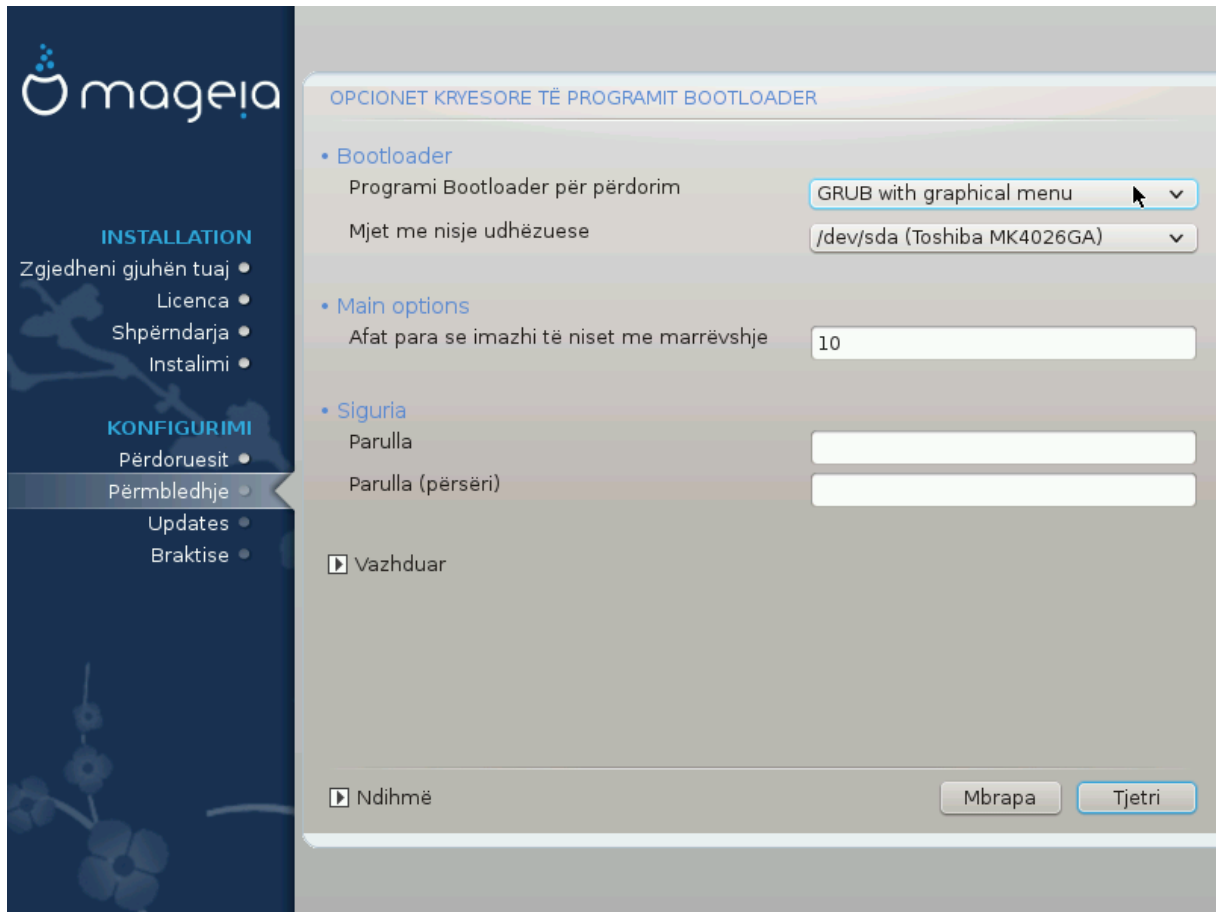 mageia
INSTALLATION
Zgjedheni gjuhën tuaj
Licenca
Shpërndarja
Instalimi
KONFIGURIMI
Përdoruesit
Përmbledhje
Updates
Braktise
OPCIONET KRYESORE TË PROGRAMIT BOOTLOADER
• Bootloader
Programi Bootloader për përdorim
GRUB with graphical menu
Mjet me nisje udhëzuese
/dev/sda (Toshiba MK4026GA)
• Main options
Afat para se imazhi të niset me marrëvshje
10
• Siguria
Parulla
Parulla (përsëri)
Vazhduar
Ndihmë
Mbrapa
Tjetri